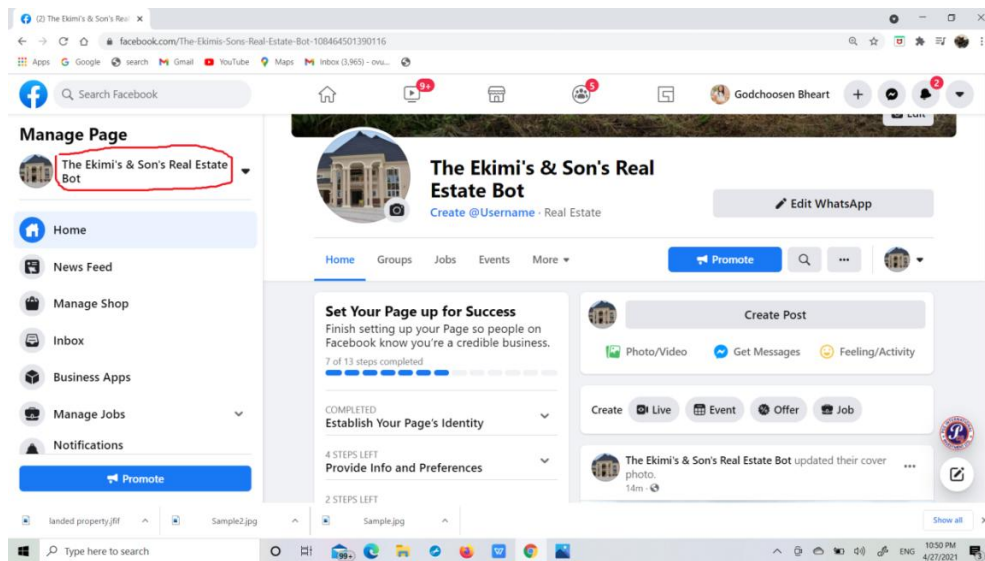 (2) The Ekimi's & Son's Real
facebook.com/The-Ekimis-Sons-Real-Estate-Bot-108464501390116
Apps Google search Gmail YouTube Maps Inbox (3,965) - ovu...
Search Facebook
9+
5
Godchoosen Bheart
2
Edit
Manage Page
The Ekimi's & Son's Real Estate
Bot
Home
News Feed
Manage Shop
Inbox
Business Apps
Manage Jobs
Notifications
Promote
The Ekimi's & Son's Real
Estate Bot
Create @Username · Real Estate
Edit WhatsApp
Home Groups Jobs Events More
Promote
Set Your Page up for Success
Finish setting up your Page so people on
Facebook know you're a credible business.
7 of 13 steps completed
COMPLETED
Establish Your Page's Identity
4 STEPS LEFT
Provide Info and Preferences
2 STEPS LEFT
Create Post
Photo/Video Get Messages Feeling/Activity
Create Live Event Offer Job
The Ekimi's & Son's Real Estate Bot updated their cover
photo.
14m ·
landed property.jfif Sample2.jpg Sample.jpg Show all
Type here to search
99+
ENG
10:50 PM
4/27/2021
3